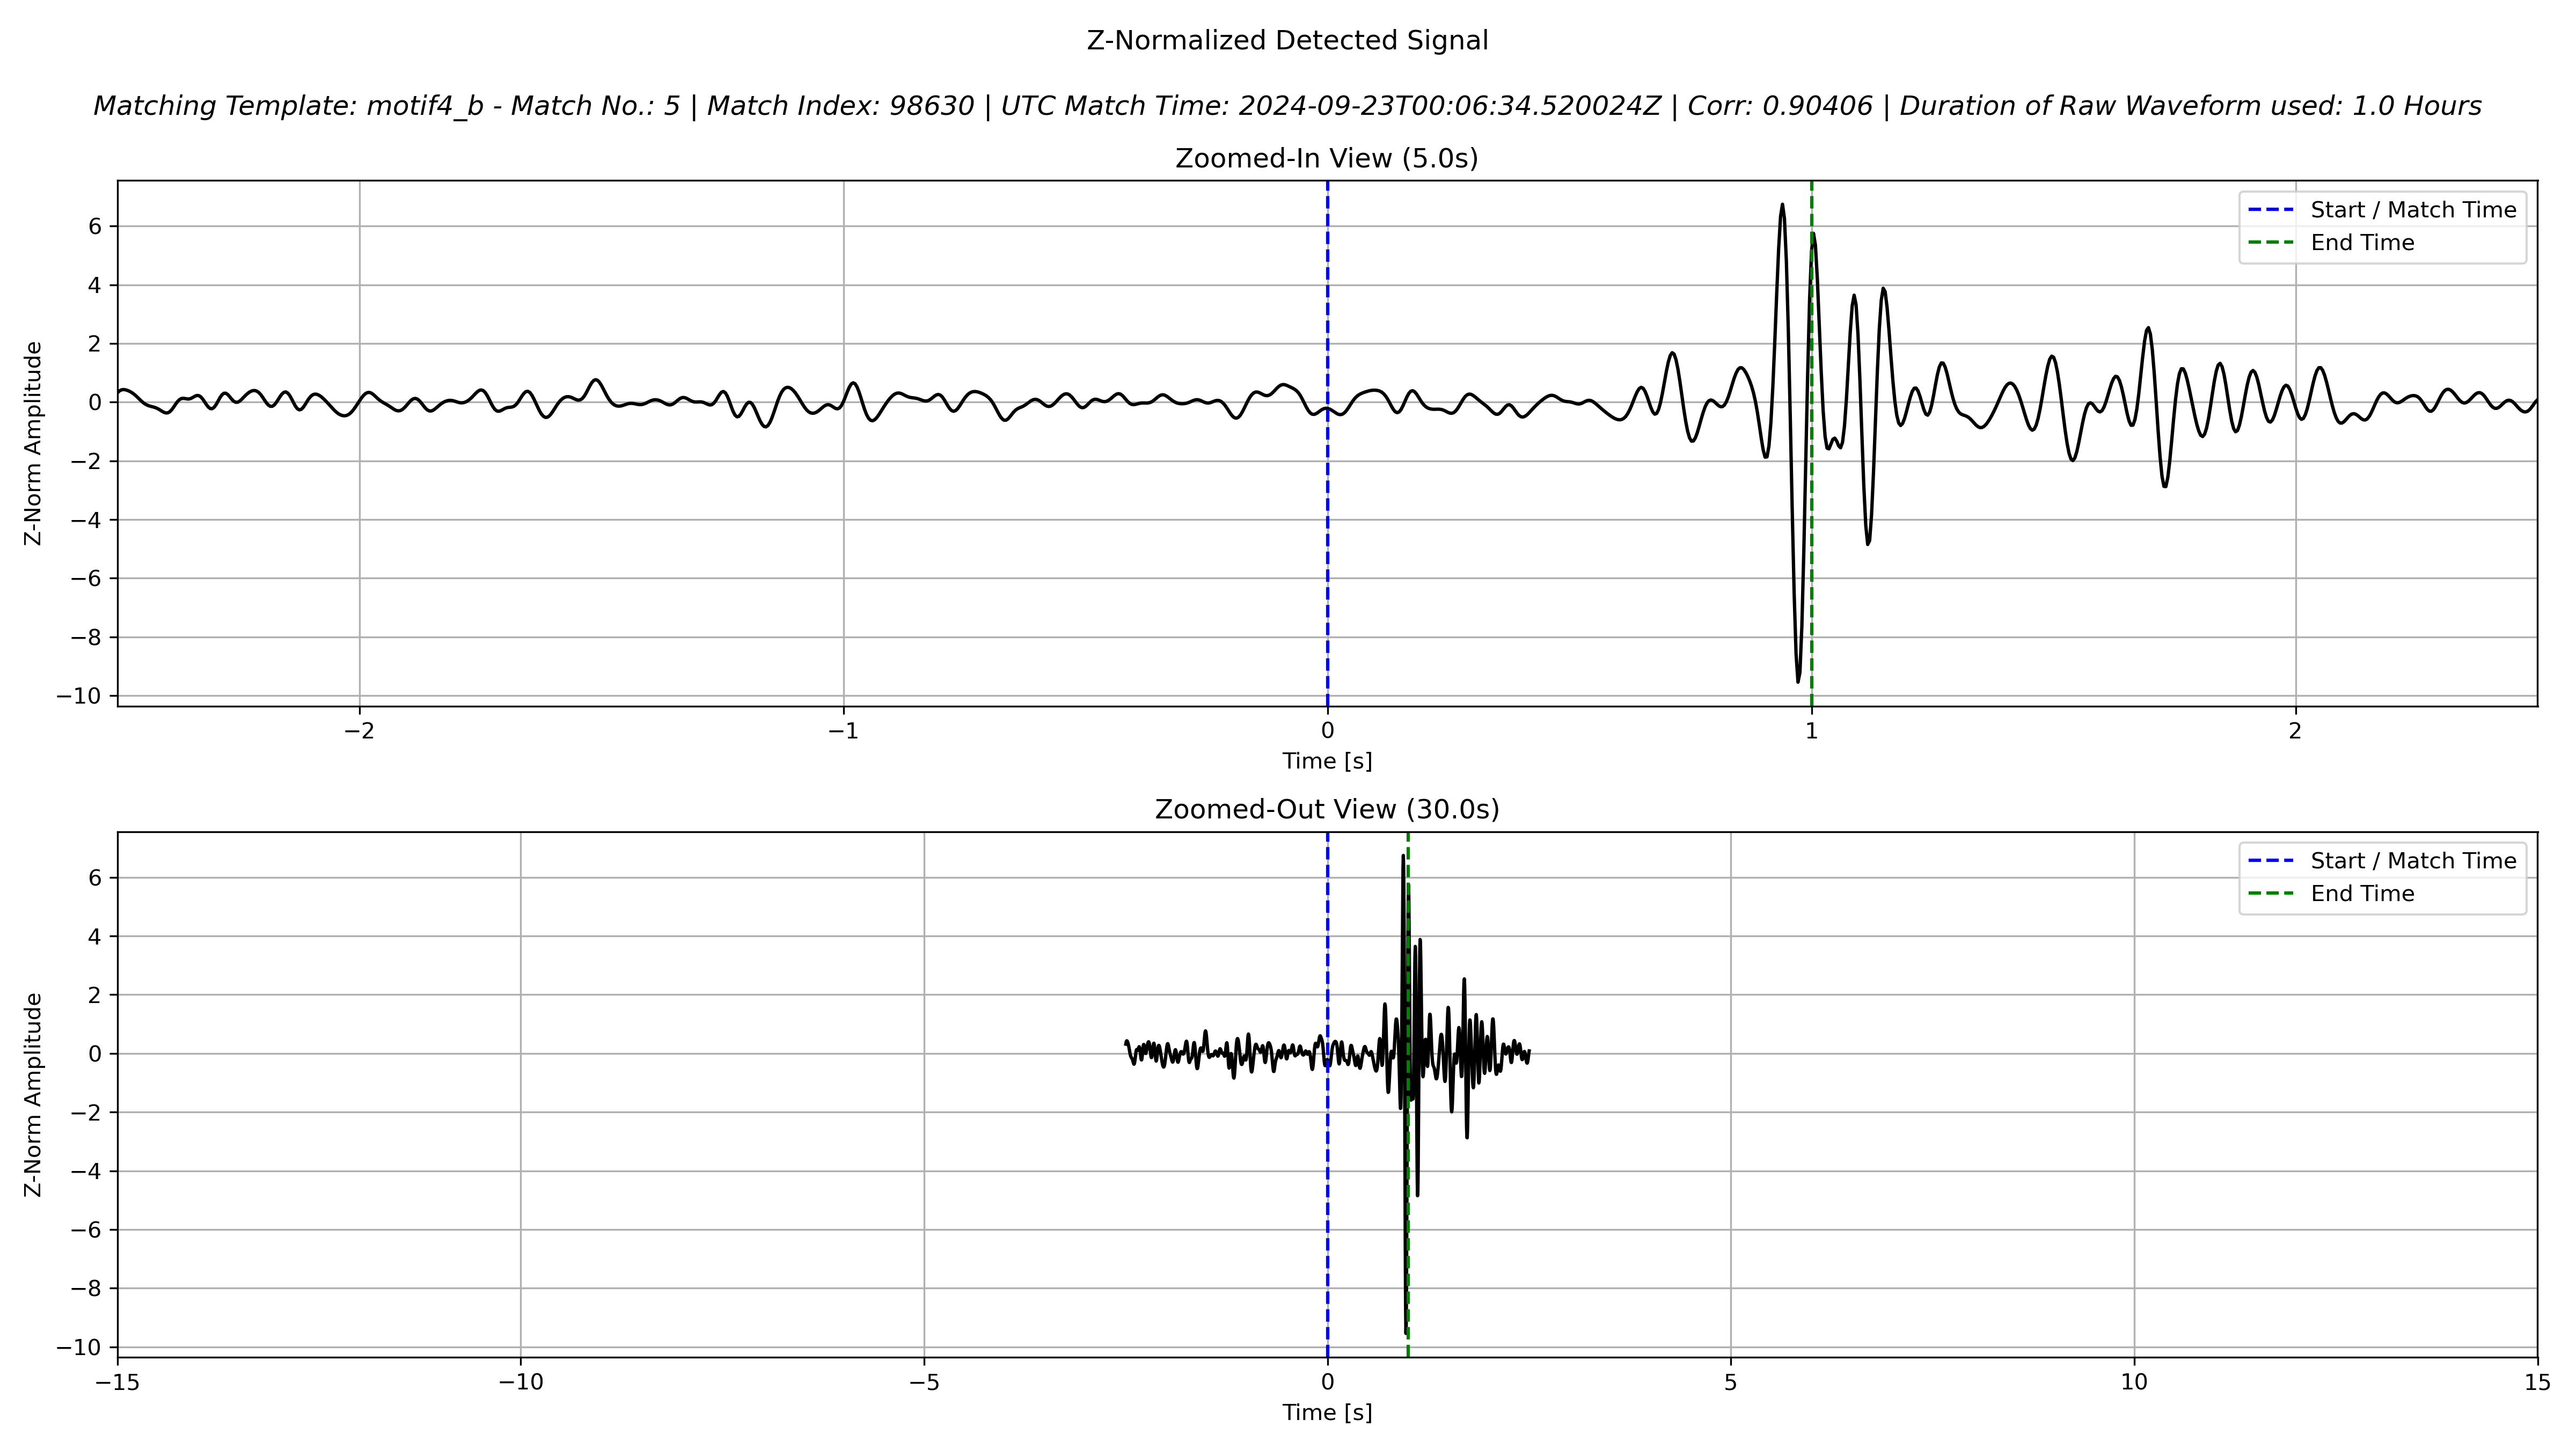 Z-Normalized Detected Signal
Matching Template: motif4_b - Match No.: 5 | Match Index: 98630 | UTC Match Time: 2024-09-23T00:06:34.520024Z | Corr: 0.90406 | Duration of Raw Waveform used: 1.0 Hours
Zoomed-In View (5.0s)
Z-Norm Amplitude
6
4
2
0
−2
−4
−6
−8
−10
Start / Match Time
End Time
−2 −1 0 1 2
Time [s]
Zoomed-Out View (30.0s)
Z-Norm Amplitude
6
4
2
0
−2
−4
−6
−8
−10
Start / Match Time
End Time
−15 −10 −5 0 5 10 15
Time [s]